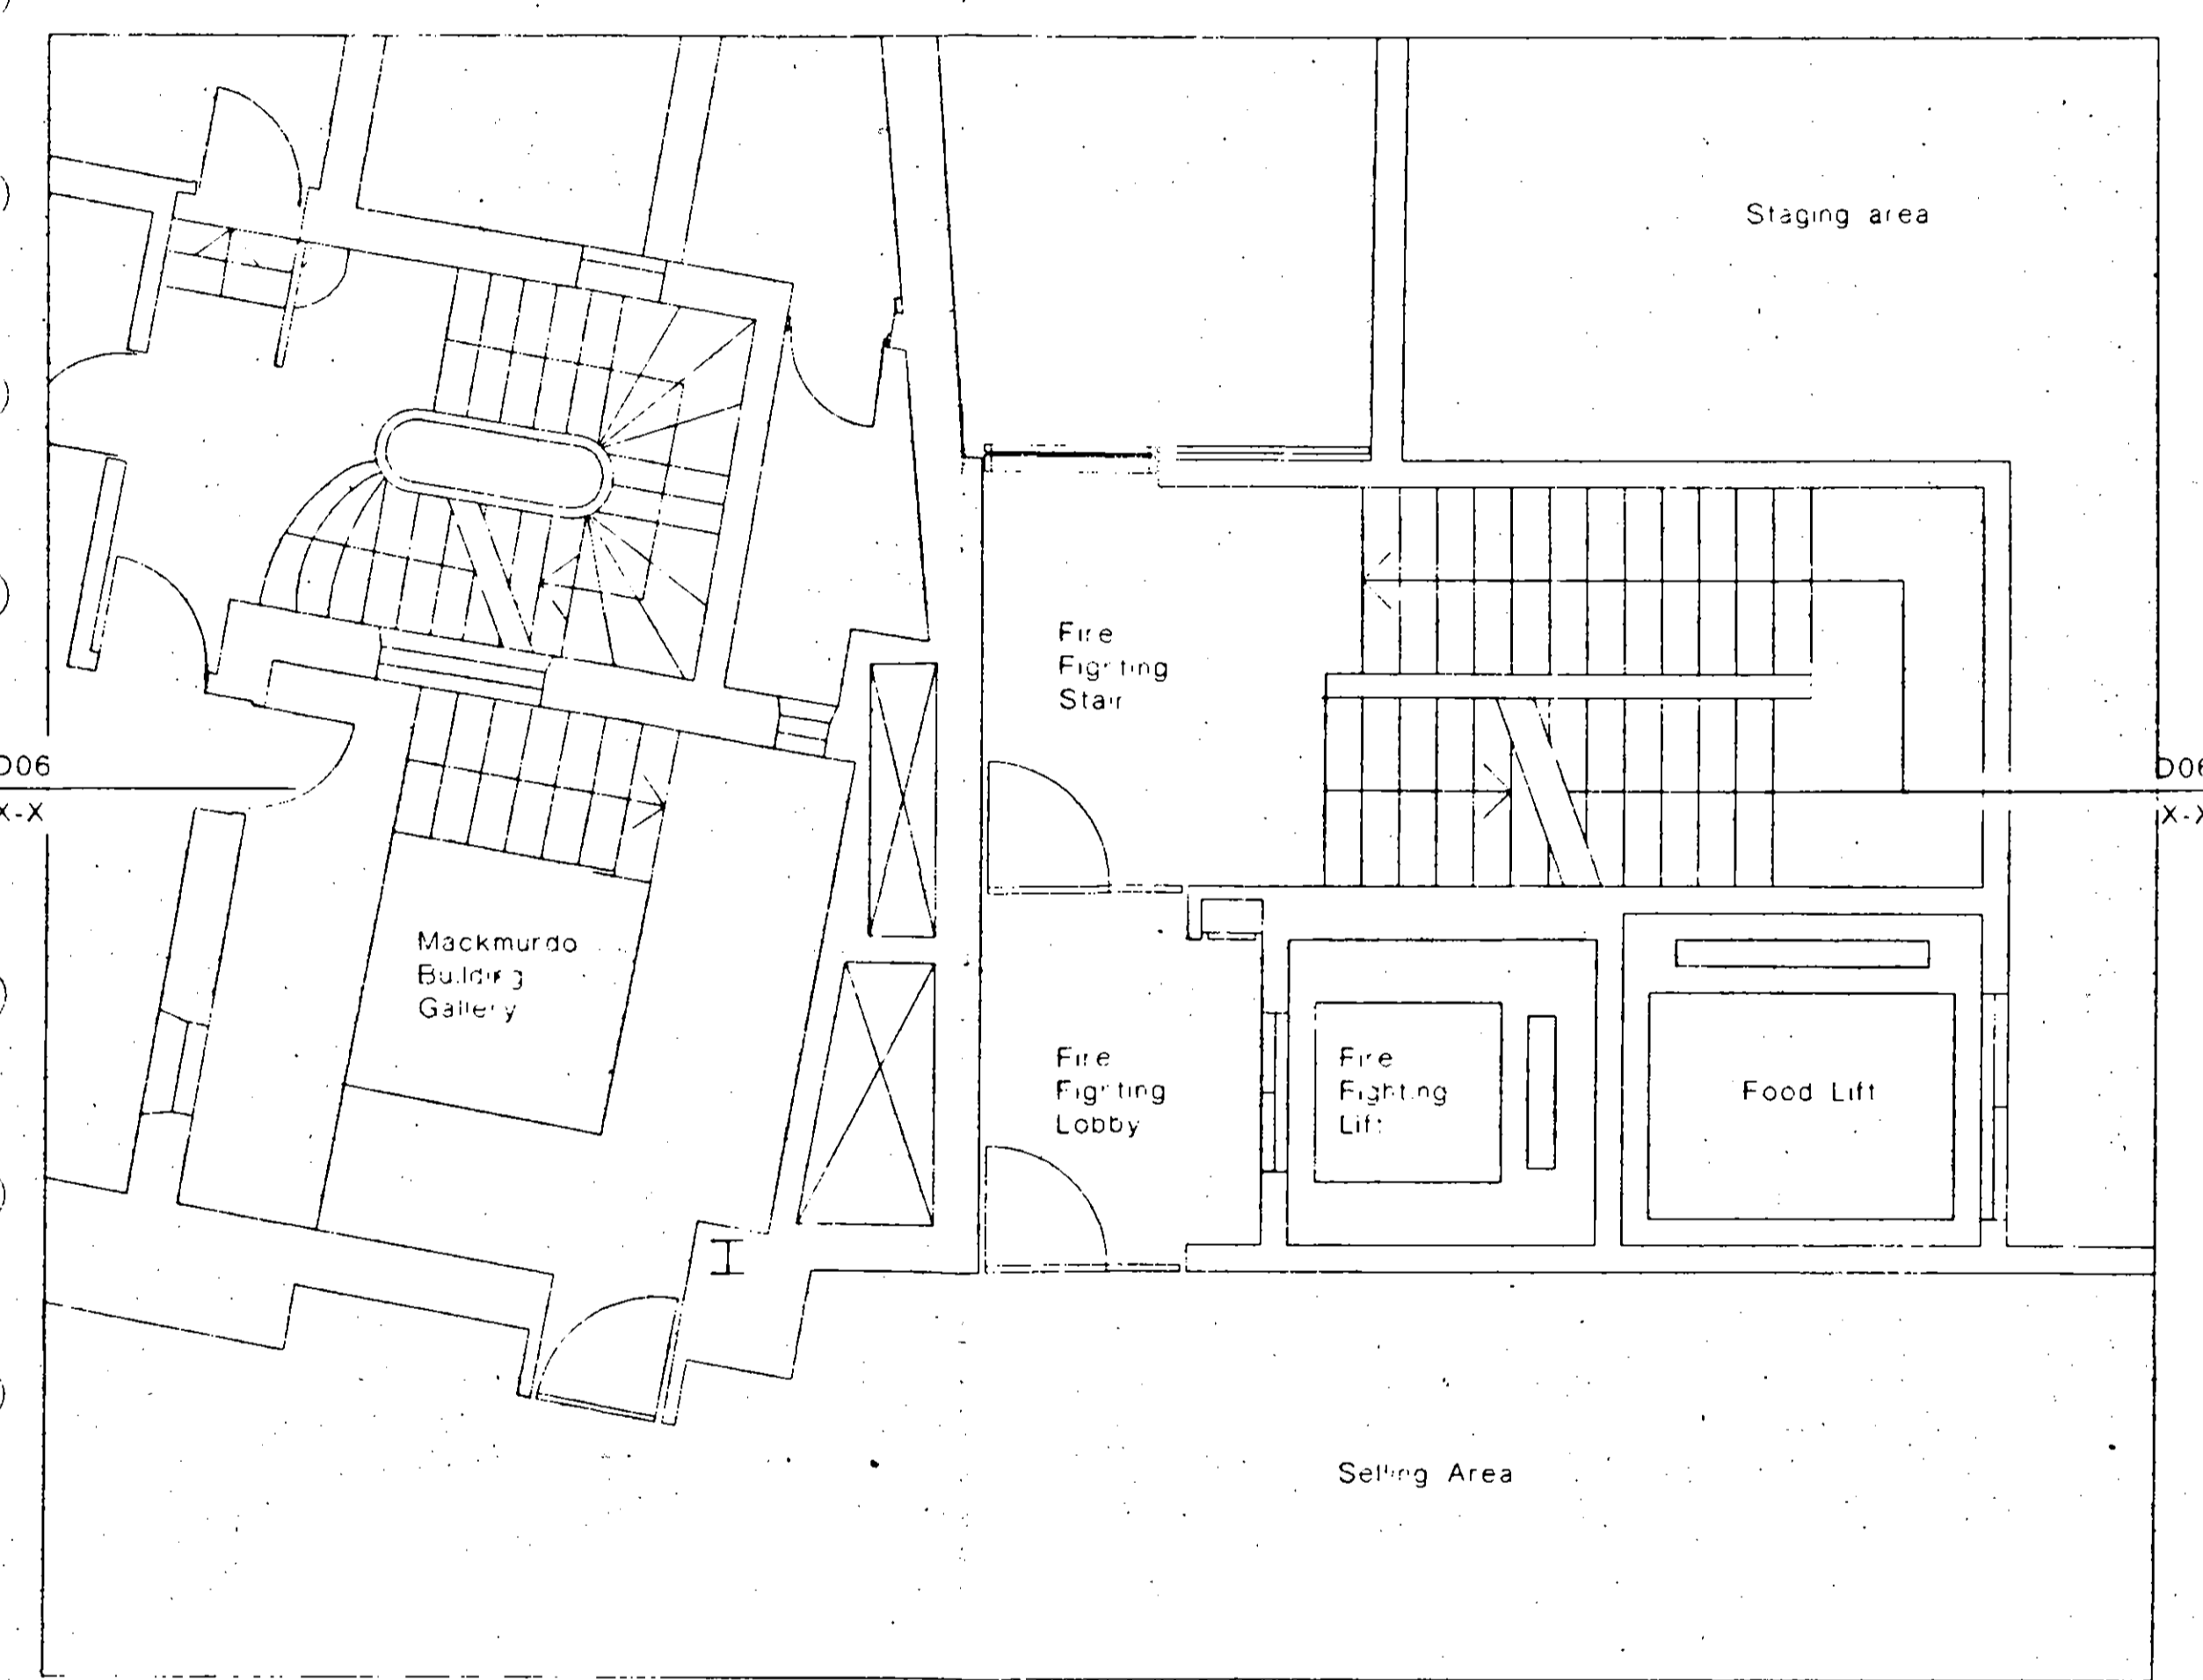 Staging area
Fire
Fighting
Stair
D06
X-X
D06
X-X
Mackmurdo
Building
Gallery
Fire
Fighting
Lobby
Fire
Fighting
Lift
Food Lift
Selling Area